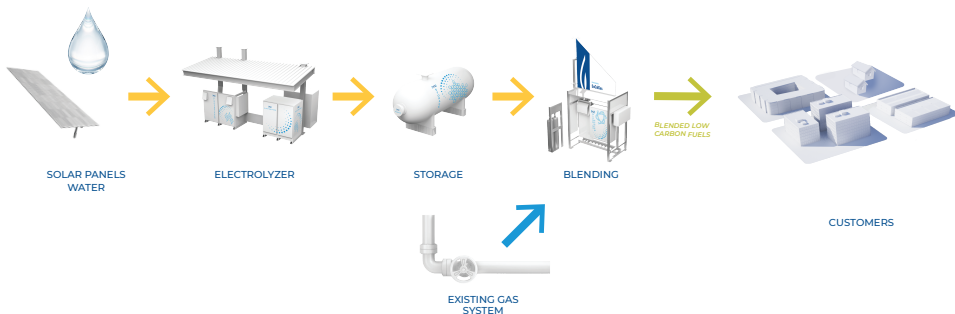 BLENDED LOW
CARBON FUELS
SOLAR PANELS
WATER
ELECTROLYZER
STORAGE
BLENDING
CUSTOMERS
EXISTING GAS
SYSTEM